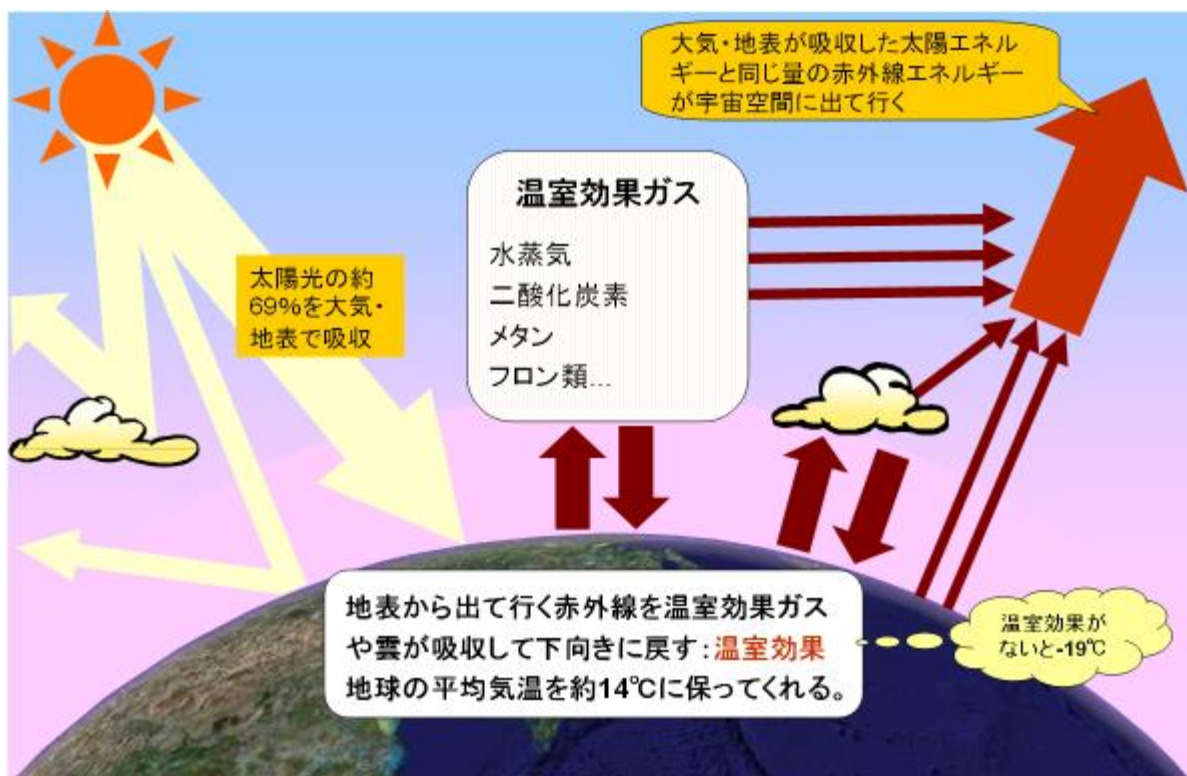 大気・地表が吸収した太陽エネル
ギーと同じ量の赤外線エネルギー
が宇宙空間に出て行く
温室効果ガス
水蒸気
二酸化炭素
メタン
フロン類…
太陽光の約
69%を大気・
地表で吸収
地表から出て行く赤外線を温室効果ガス
や雲が吸収して下向きに戻す：温室効果
地球の平均気温を約14℃に保ってくれる。
温室効果が
ないと-19℃